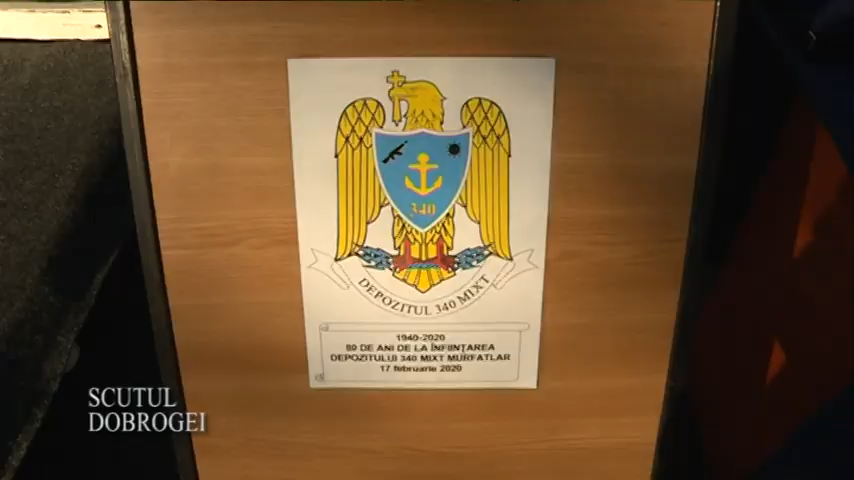 340
DEPOZITUL 340 MIXT
1940-2020
80 DE ANI DE LA ÎNFIINȚAREA
DEPOZITULUI 340 MIXT MURFATLAR
17 februarie 2020
SCUTUL
DOBROGEI